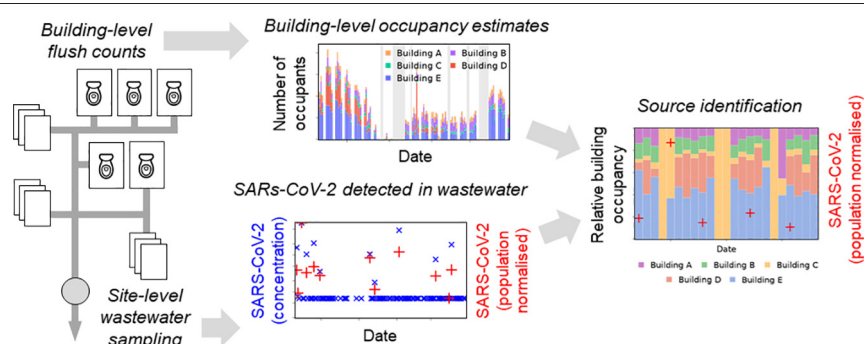 Building-level
flush counts
Building-level occupancy estimates
Building A
Building B
Building C
Building D
Building E
Number of
occupants
Date
SARs-CoV-2 detected in wastewater
SARS-CoV-2
(concentration)
SARS-CoV-2
(population
normalised)
Date
Site-level
wastewater
sampling
Source identification
Relative building
occupancy
SARS-CoV-2
(population normalised)
Date
Building A
Building B
Building C
Building D
Building E